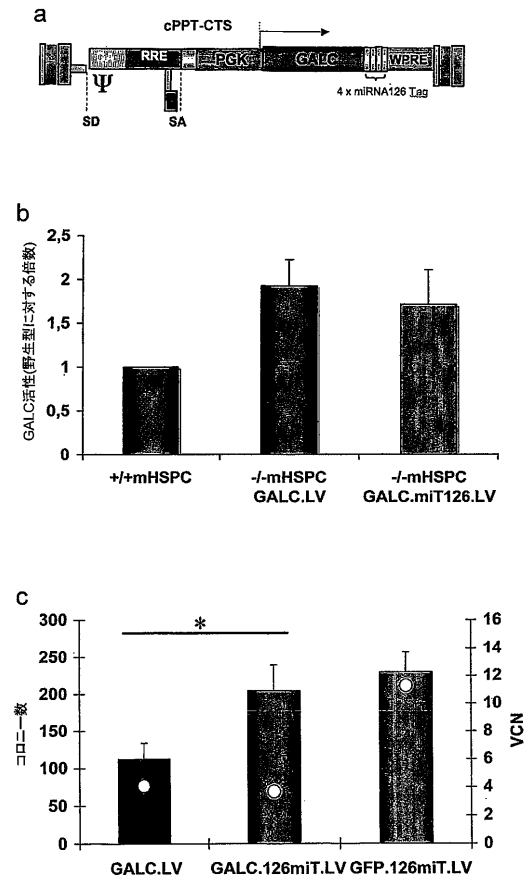 a
cPPT-CTS
RRE
PGK
GALC
WPRE
Ψ
4 x miRNA126 Tag
SD
SA
b
GALC活性(野生型に対する倍数)
2,5
2
1,5
1
0,5
0
+/+mHSPC
-/-mHSPC
GALC.LV
-/-mHSPC
GALC.miT126.LV
c
コロニー数
300
250
200
150
100
50
0
*
16
14
12
10
8
6
4
2
0
VCN
GALC.LV
GALC.126miT.LV
GFP.126miT.LV